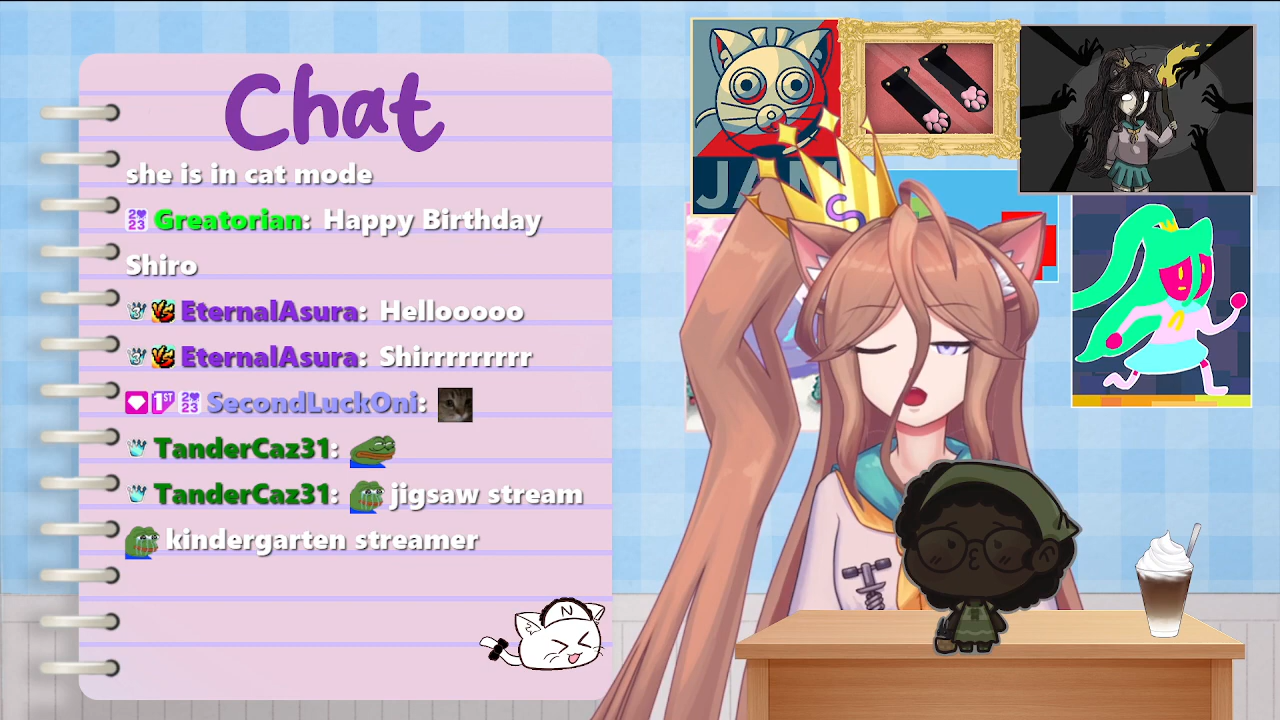 Chat
she is in cat mode
Greatorian: Happy Birthday
Shiro
EternalAsura: Hellooooo
EternalAsura: Shirrrrrrrrr
SecondLuckOni:
TanderCaz31:
TanderCaz31: jigsaw stream
kindergarten streamer
N
JAM
S